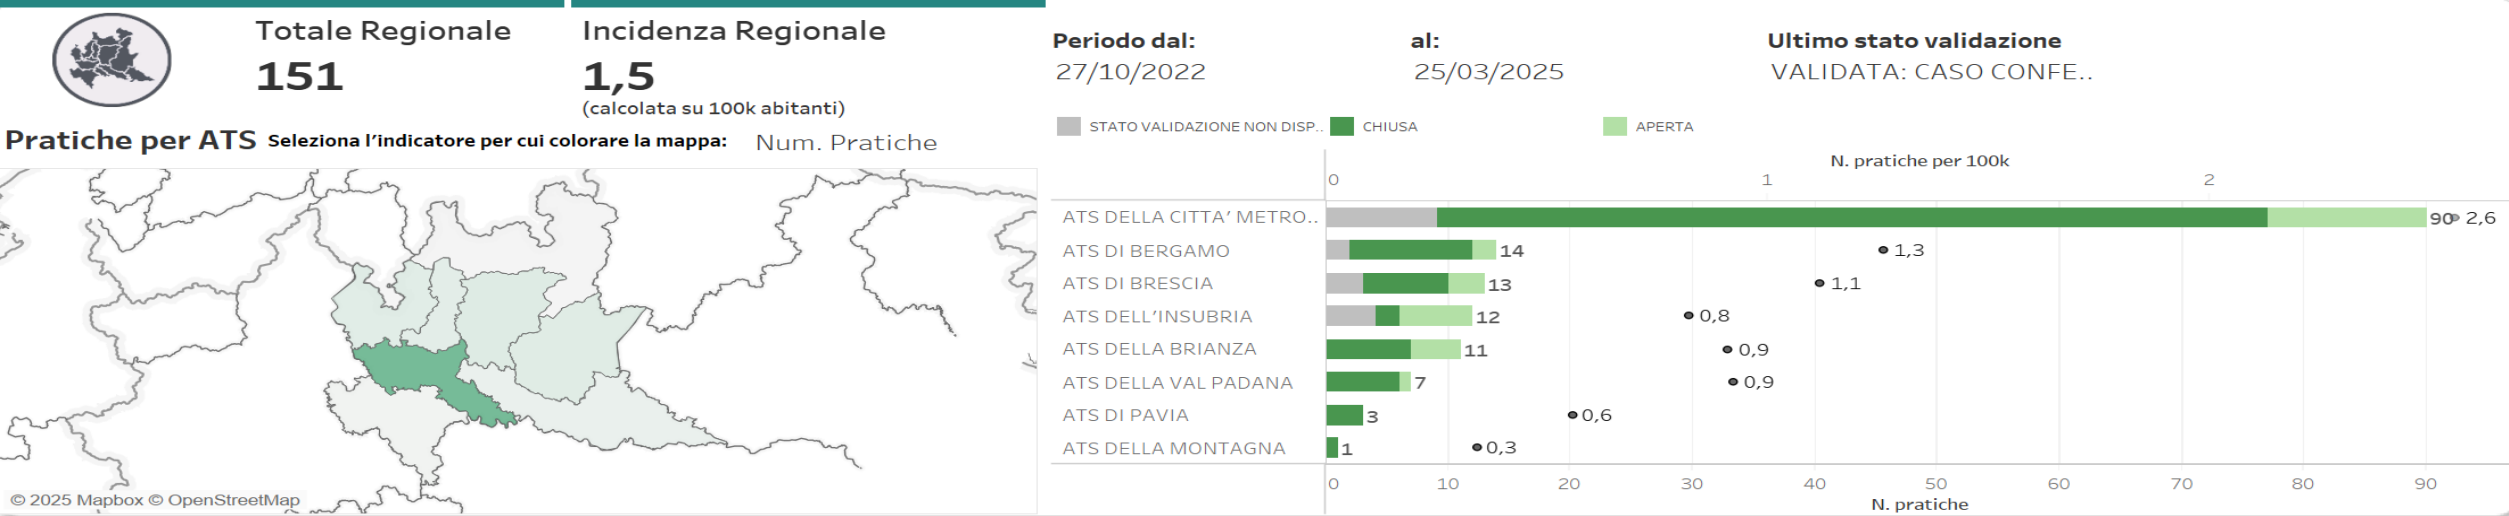 Totale Regionale
151
Incidenza Regionale
1,5
(calcolata su 100k abitanti)
Periodo dal:
27/10/2022
al:
25/03/2025
Ultimo stato validazione
VALIDATA: CASO CONFE..
Pratiche per ATS
Seleziona l'indicatore per cui colorare la mappa:
Num. Pratiche
© 2025 Mapbox © OpenStreetMap
STATO VALIDAZIONE NON DISP..
CHIUSA
APERTA
N. pratiche per 100k
0 1 2
ATS DELLA CITTA' METRO.. 90 2,6
ATS DI BERGAMO 14 1,3
ATS DI BRESCIA 13 1,1
ATS DELL'INSUBRIA 12 0,8
ATS DELLA BRIANZA 11 0,9
ATS DELLA VAL PADANA 7 0,9
ATS DI PAVIA 3 0,6
ATS DELLA MONTAGNA 1 0,3
0 10 20 30 40 50 60 70 80 90
N. pratiche